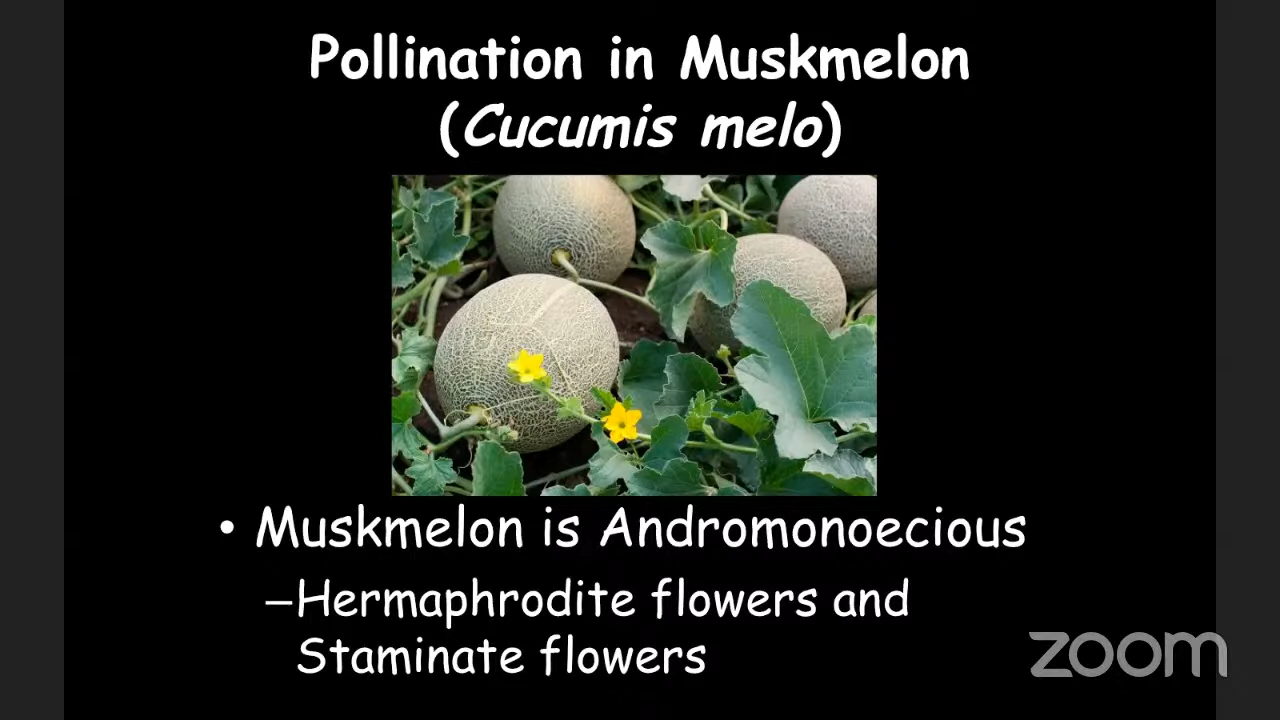 Pollination in Muskmelon
(Cucumis melo)
• Muskmelon is Andromonoecious
–Hermaphrodite flowers and
Staminate flowers
zoom